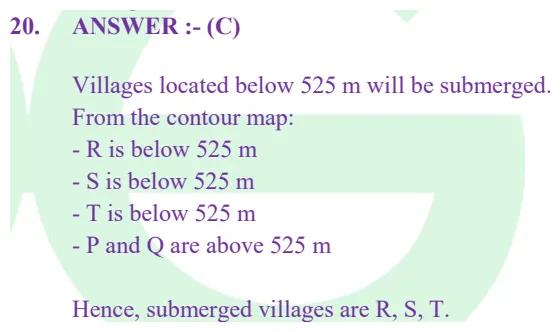 20. ANSWER :- (C)
Villages located below 525 m will be submerged.
From the contour map:
- R is below 525 m
- S is below 525 m
- T is below 525 m
- P and Q are above 525 m
Hence, submerged villages are R, S, T.